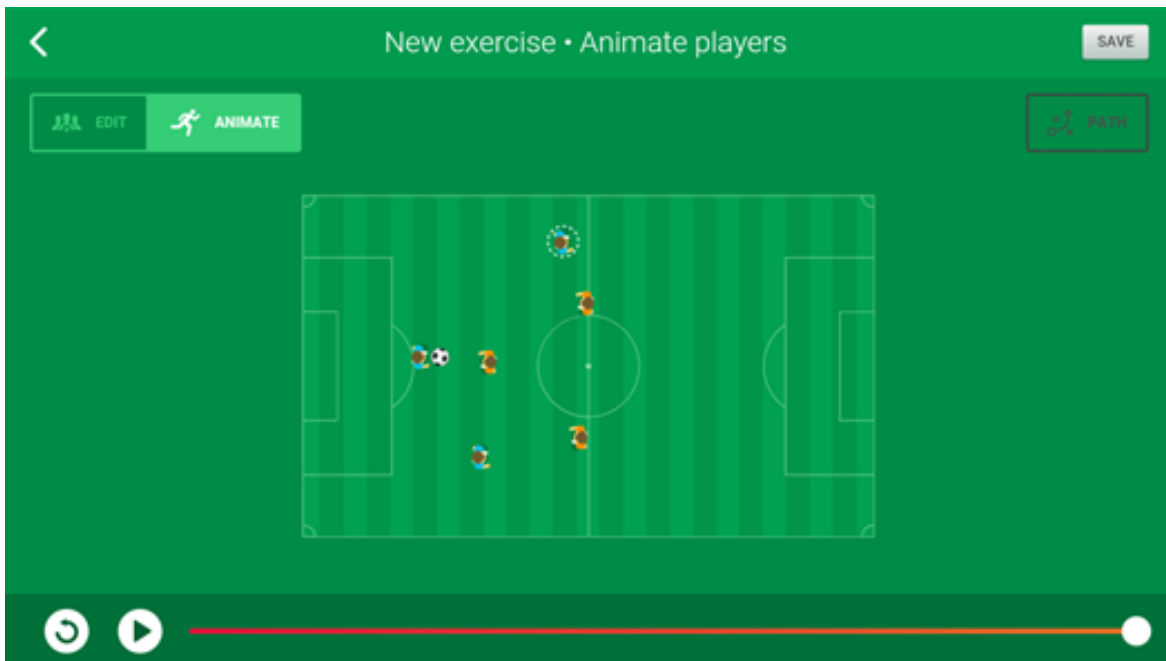 New exercise • Animate players
SAVE
EDIT
ANIMATE
PATH